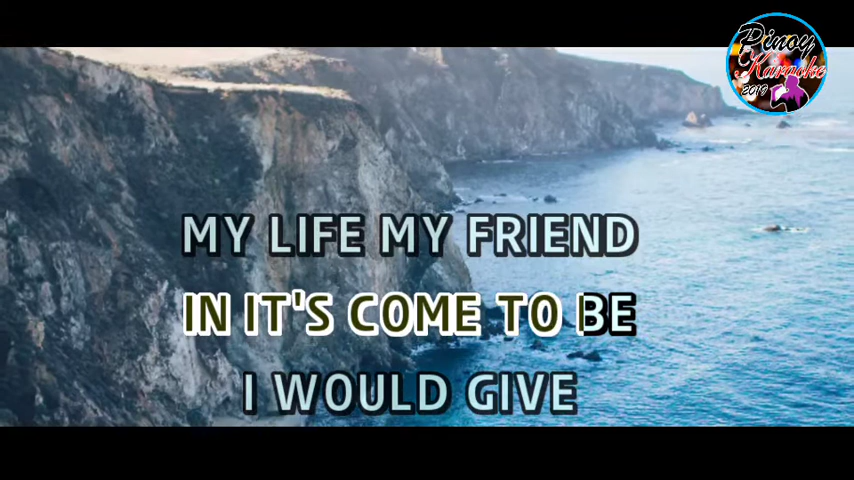 Pinoy
Karaoke
2019
MY LIFE MY FRIEND
IN IT'S COME TO BE
I WOULD GIVE